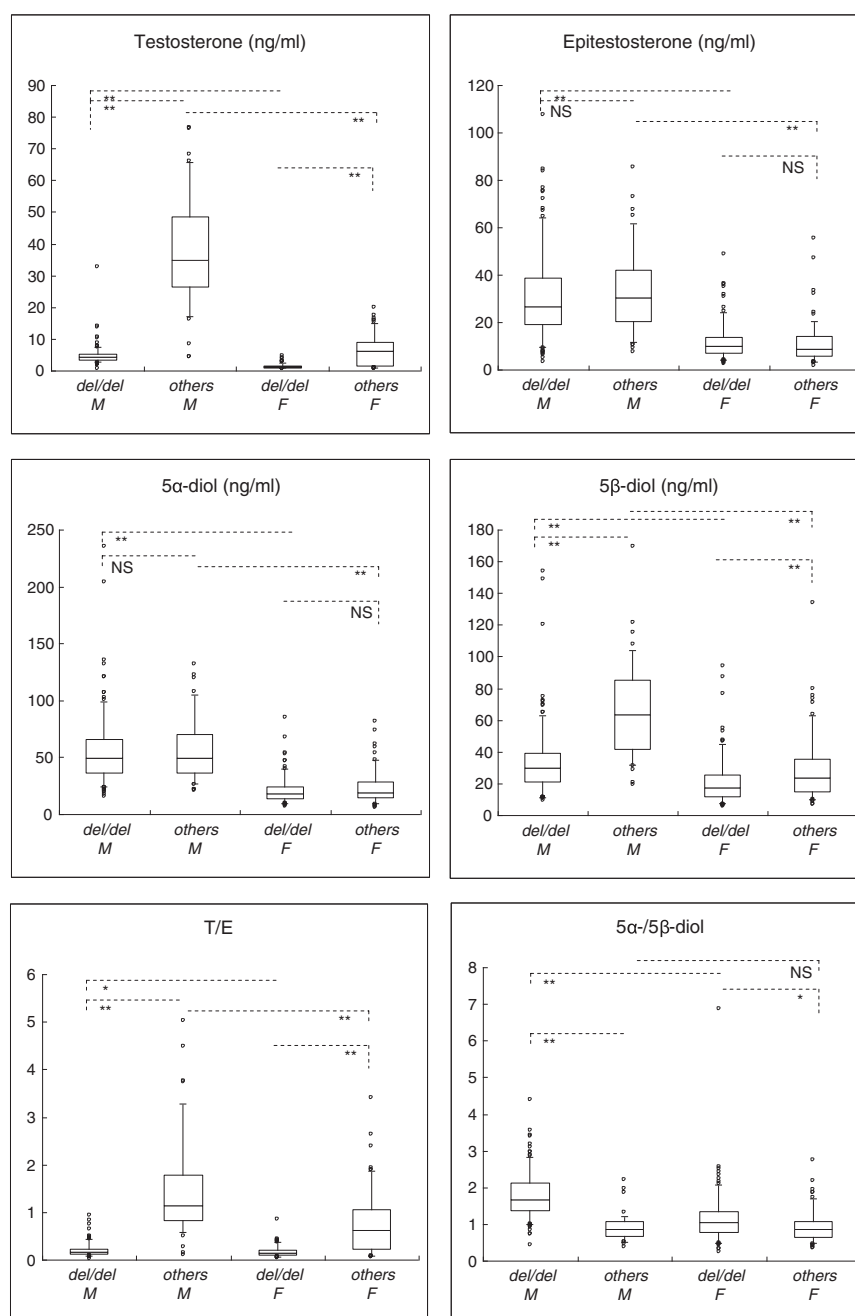 Testosterone (ng/ml)
90
80
70
60
50
40
30
20
10
0
**
**
**
**
del/del
M
others
M
del/del
F
others
F
Epitestosterone (ng/ml)
120
100
80
60
40
20
0
**
NS
**
NS
del/del
M
others
M
del/del
F
others
F
5α-diol (ng/ml)
250
200
150
100
50
0
**
NS
**
NS
del/del
M
others
M
del/del
F
others
F
5β-diol (ng/ml)
180
160
140
120
100
80
60
40
20
0
**
**
**
**
del/del
M
others
M
del/del
F
others
F
T/E
6
5
4
3
2
1
0
*
**
**
**
del/del
M
others
M
del/del
F
others
F
5α-/5β-diol
8
7
6
5
4
3
2
1
0
NS
**
*
**
del/del
M
others
M
del/del
F
others
F